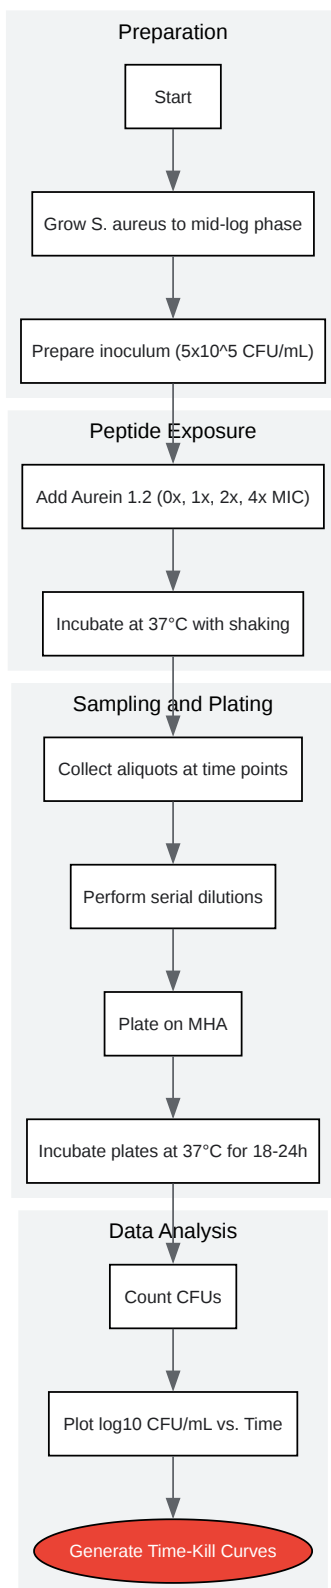 Preparation
Start
Grow S. aureus to mid-log phase
Prepare inoculum (5x10^5 CFU/mL)
Peptide Exposure
Add Aurein 1.2 (0x, 1x, 2x, 4x MIC)
Incubate at 37°C with shaking
Sampling and Plating
Collect aliquots at time points
Perform serial dilutions
Plate on MHA
Incubate plates at 37°C for 18-24h
Data Analysis
Count CFUs
Plot log10 CFU/mL vs. Time
Generate Time-Kill Curves